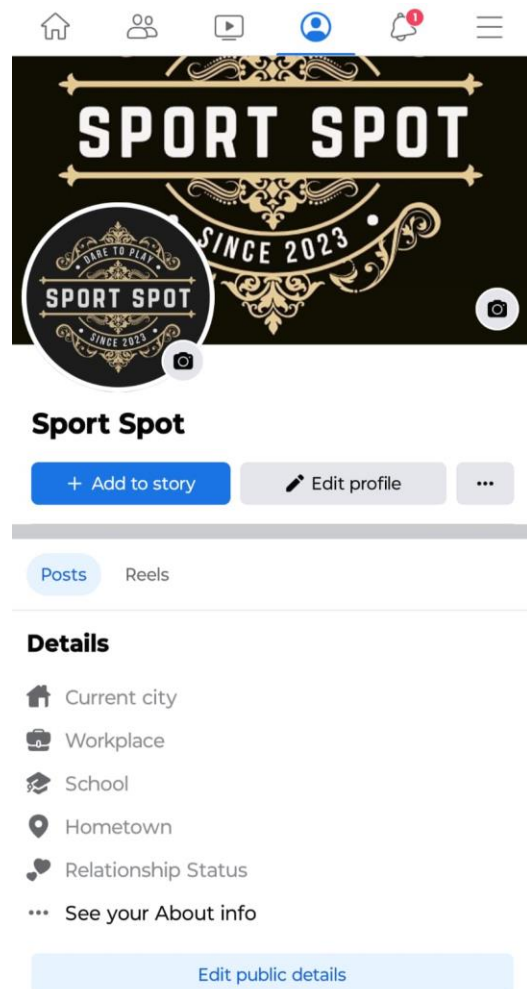 1
SPORT SPOT
SINCE 2023
DARE TO PLAY
SPORT SPOT
SINCE 2023
Sport Spot
+ Add to story
Edit profile
Posts
Reels
Details
Current city
Workplace
School
Hometown
Relationship Status
See your About info
Edit public details